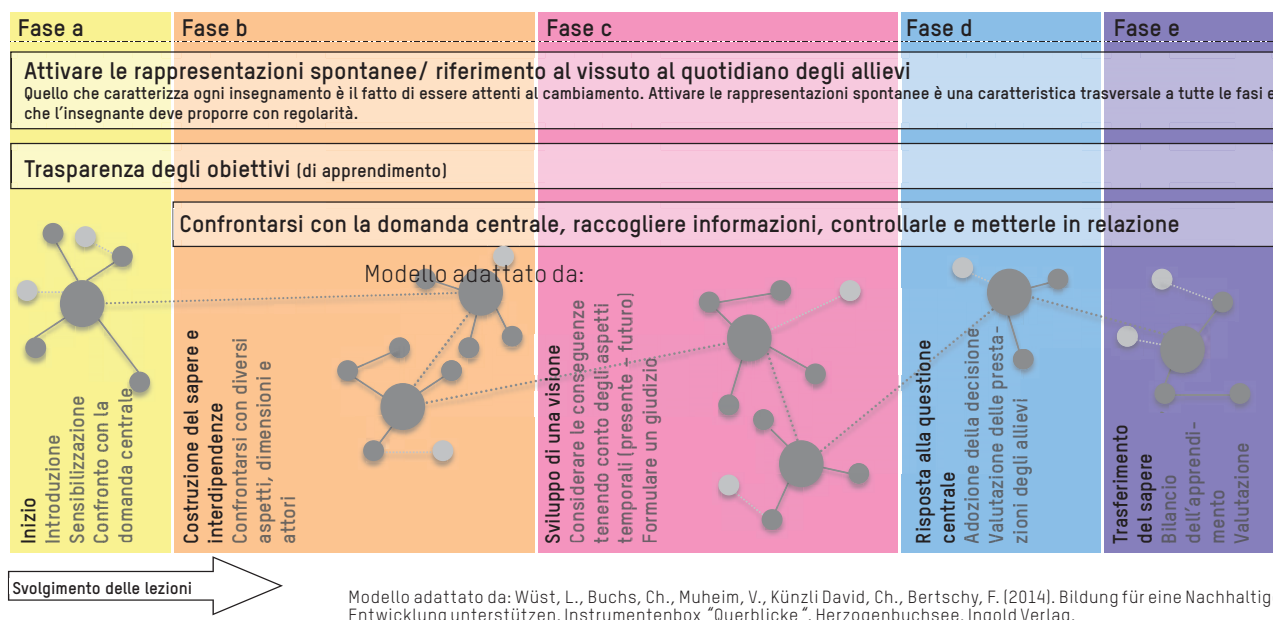 Fase a
Fase b
Fase c
Fase d
Fase e
Attivare le rappresentazioni spontanee/ riferimento al vissuto al quotidiano degli allievi
Quello che caratterizza ogni insegnamento è il fatto di essere attenti al cambiamento. Attivare le rappresentazioni spontanee è una caratteristica trasversale a tutte le fasi e
che l'insegnante deve proporre con regolarità.
Trasparenza degli obiettivi (di apprendimento)
Confrontarsi con la domanda centrale, raccogliere informazioni, controllarle e metterle in relazione
Modello adattato da:
Inizio
Introduzione
Sensibilizzazione
Confronto con la
domanda centrale
Costruzione del sapere e
interdipendenze
Confrontarsi con diversi
aspetti, dimensioni e
attori
Sviluppo di una visione
Considerare le conseguenze
tenendo conto degli aspetti
temporali (presente - futuro)
Formulare un giudizio
Risposta alla questione
centrale
Adozione della decisione
Valutazione delle presta-
zioni degli allievi
Trasferimento
del sapere
Bilancio
dell'apprendi-
mento
Valutazione
Svolgimento delle lezioni
Modello adattato da: Wüst, L., Buchs, Ch., Muheim, V., Künzli David, Ch., Bertschy, F. (2014). Bildung für eine Nachhaltig
Entwicklung unterstützen. Instrumentenbox "Querblicke". Herzogenbuchsee. Ingold Verlag.